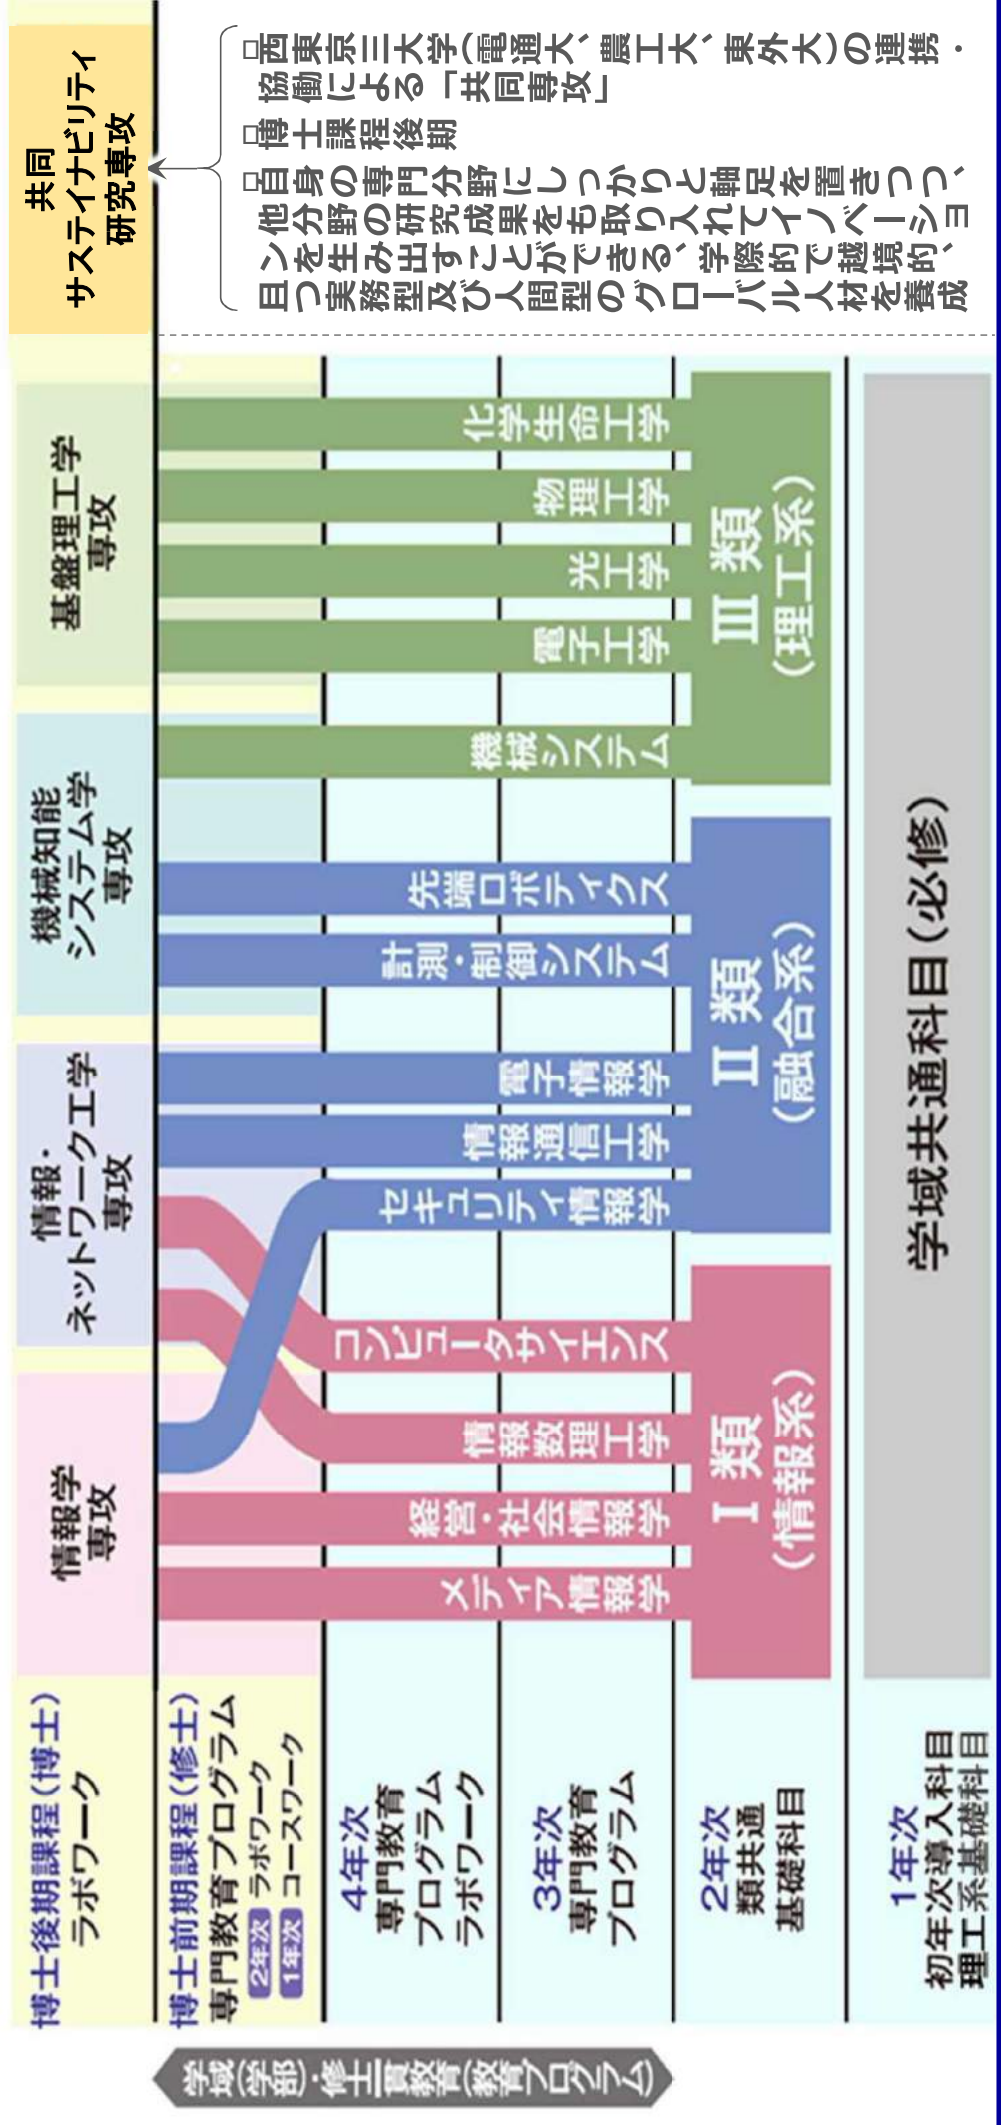 学域(学部)・修士一貫教育(教育プログラム)
博士後期課程(博士)
ラボワーク
情報学
専攻
情報・
ネットワーク工学
専攻
機械知能
システム学
専攻
基盤理工学
専攻
共同
サステイナビリティ
研究専攻
博士前期課程(修士)
専門教育プログラム
2年次 ラボワーク
1年次 コースワーク
4年次
専門教育
プログラム
ラボワーク
3年次
専門教育
プログラム
メディア情報学
経営・社会情報学
情報数理工学
コンピュータサイエンス
セキュリティ情報学
情報通信工学
電子情報学
計測・制御システム
先端ロボティクス
機械システム
電子工学
光工学
物理工学
化学生命工学
2年次
類共通
基礎科目
I 類
(情報系)
II 類
(融合系)
III 類
(理工系)
1年次
初年次導入科目
理工系基礎科目
学域共通科目(必修)
□西東京三大学(電通大、農工大、東外大)の連携・
協働による「共同専攻」
□博士課程後期
□自身の専門分野にしっかりと軸足を置きつつ、
他分野の研究成果をも取り入れてイノベーショ
ンを生み出すことができる、学際的で越境的、
且つ実務型及び人間型のグローバル人材を養成